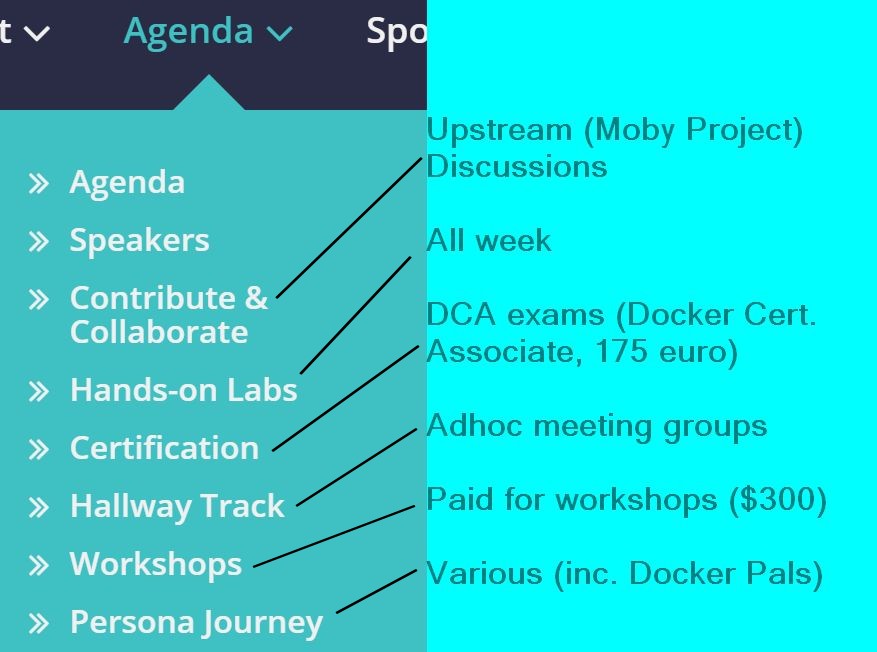 t Agenda Spo
Agenda
Speakers
Contribute &
Collaborate
Hands-on Labs
Certification
Hallway Track
Workshops
Persona Journey
Upstream (Moby Project)
Discussions
All week
DCA exams (Docker Cert.
Associate, 175 euro)
Adhoc meeting groups
Paid for workshops ($300)
Various (inc. Docker Pals)